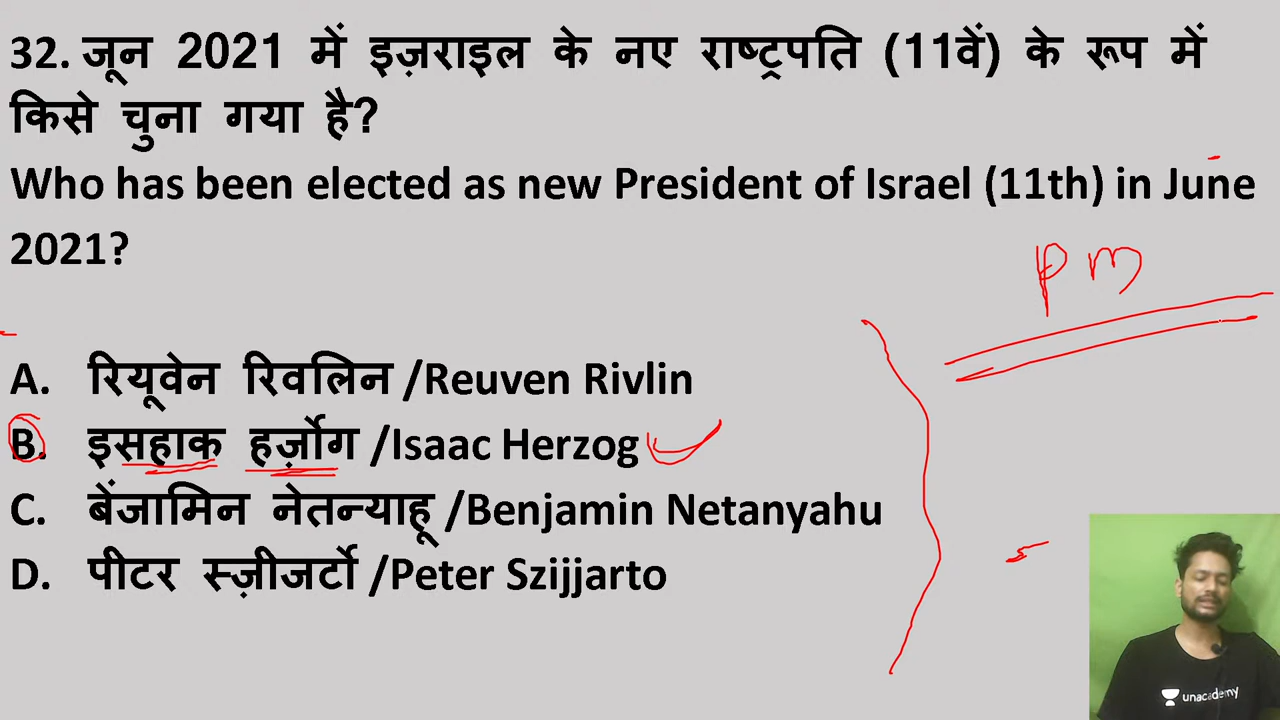 32. जून 2021 में इज़राइल के नए राष्ट्रपति (11वें) के रूप में
किसे चुना गया है?
Who has been elected as new President of Israel (11th) in June
2021?
pm
A. रियूवेन रिवलिन /Reuven Rivlin
B. इसहाक हर्ज़ोग /Isaac Herzog
C. बेंजामिन नेतन्याहू /Benjamin Netanyahu
D. पीटर स्ज़ीजर्टो /Peter Szijjarto
unacademy